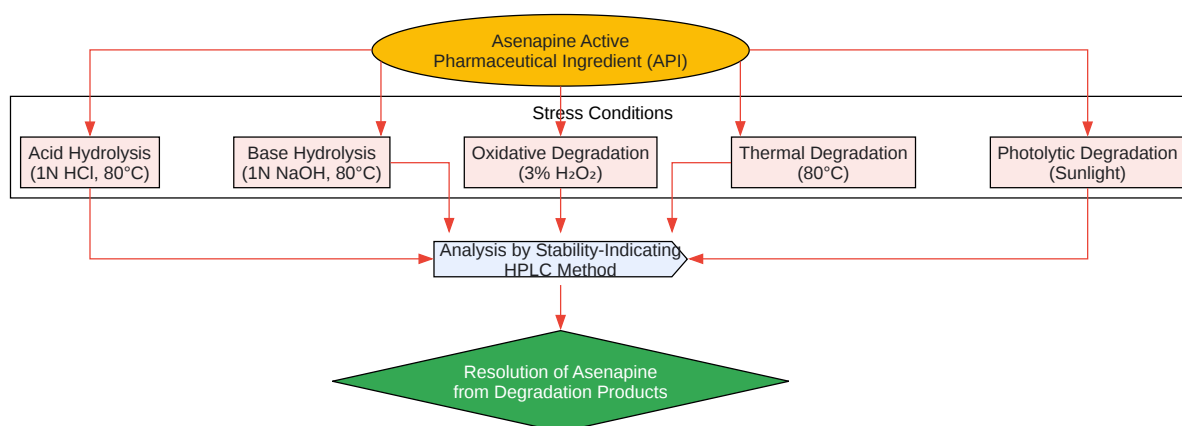 Asenapine Active
Pharmaceutical Ingredient (API)
Stress Conditions
Acid Hydrolysis
(1N HCl, 80°C)
Base Hydrolysis
(1N NaOH, 80°C)
Oxidative Degradation
(3% H₂O₂)
Thermal Degradation
(80°C)
Photolytic Degradation
(Sunlight)
Analysis by Stability-Indicating
HPLC Method
Resolution of Asenapine
from Degradation Products